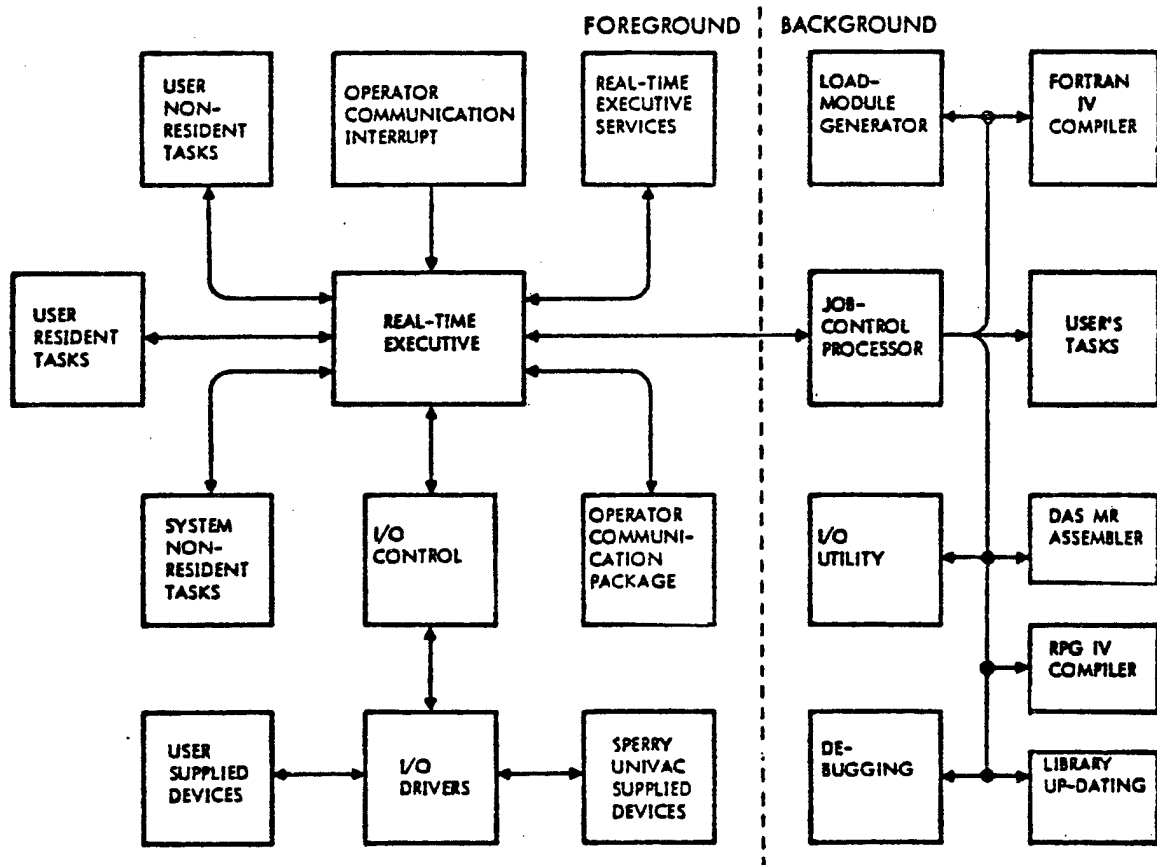 FOREGROUND
BACKGROUND
USER
NON-
RESIDENT
TASKS
OPERATOR
COMMUNICATION
INTERRUPT
REAL-TIME
EXECUTIVE
SERVICES
LOAD-
MODULE
GENERATOR
FORTRAN
IV
COMPILER
USER
RESIDENT
TASKS
REAL-TIME
EXECUTIVE
JOB-
CONTROL
PROCESSOR
USER'S
TASKS
SYSTEM
NON-
RESIDENT
TASKS
I/O
CONTROL
OPERATOR
COMMUNI-
CATION
PACKAGE
I/O
UTILITY
DAS MR
ASSEMBLER
RPG IV
COMPILER
USER
SUPPLIED
DEVICES
I/O
DRIVERS
SPERRY
UNIVAC
SUPPLIED
DEVICES
DE-
BUGGING
LIBRARY
UP-DATING